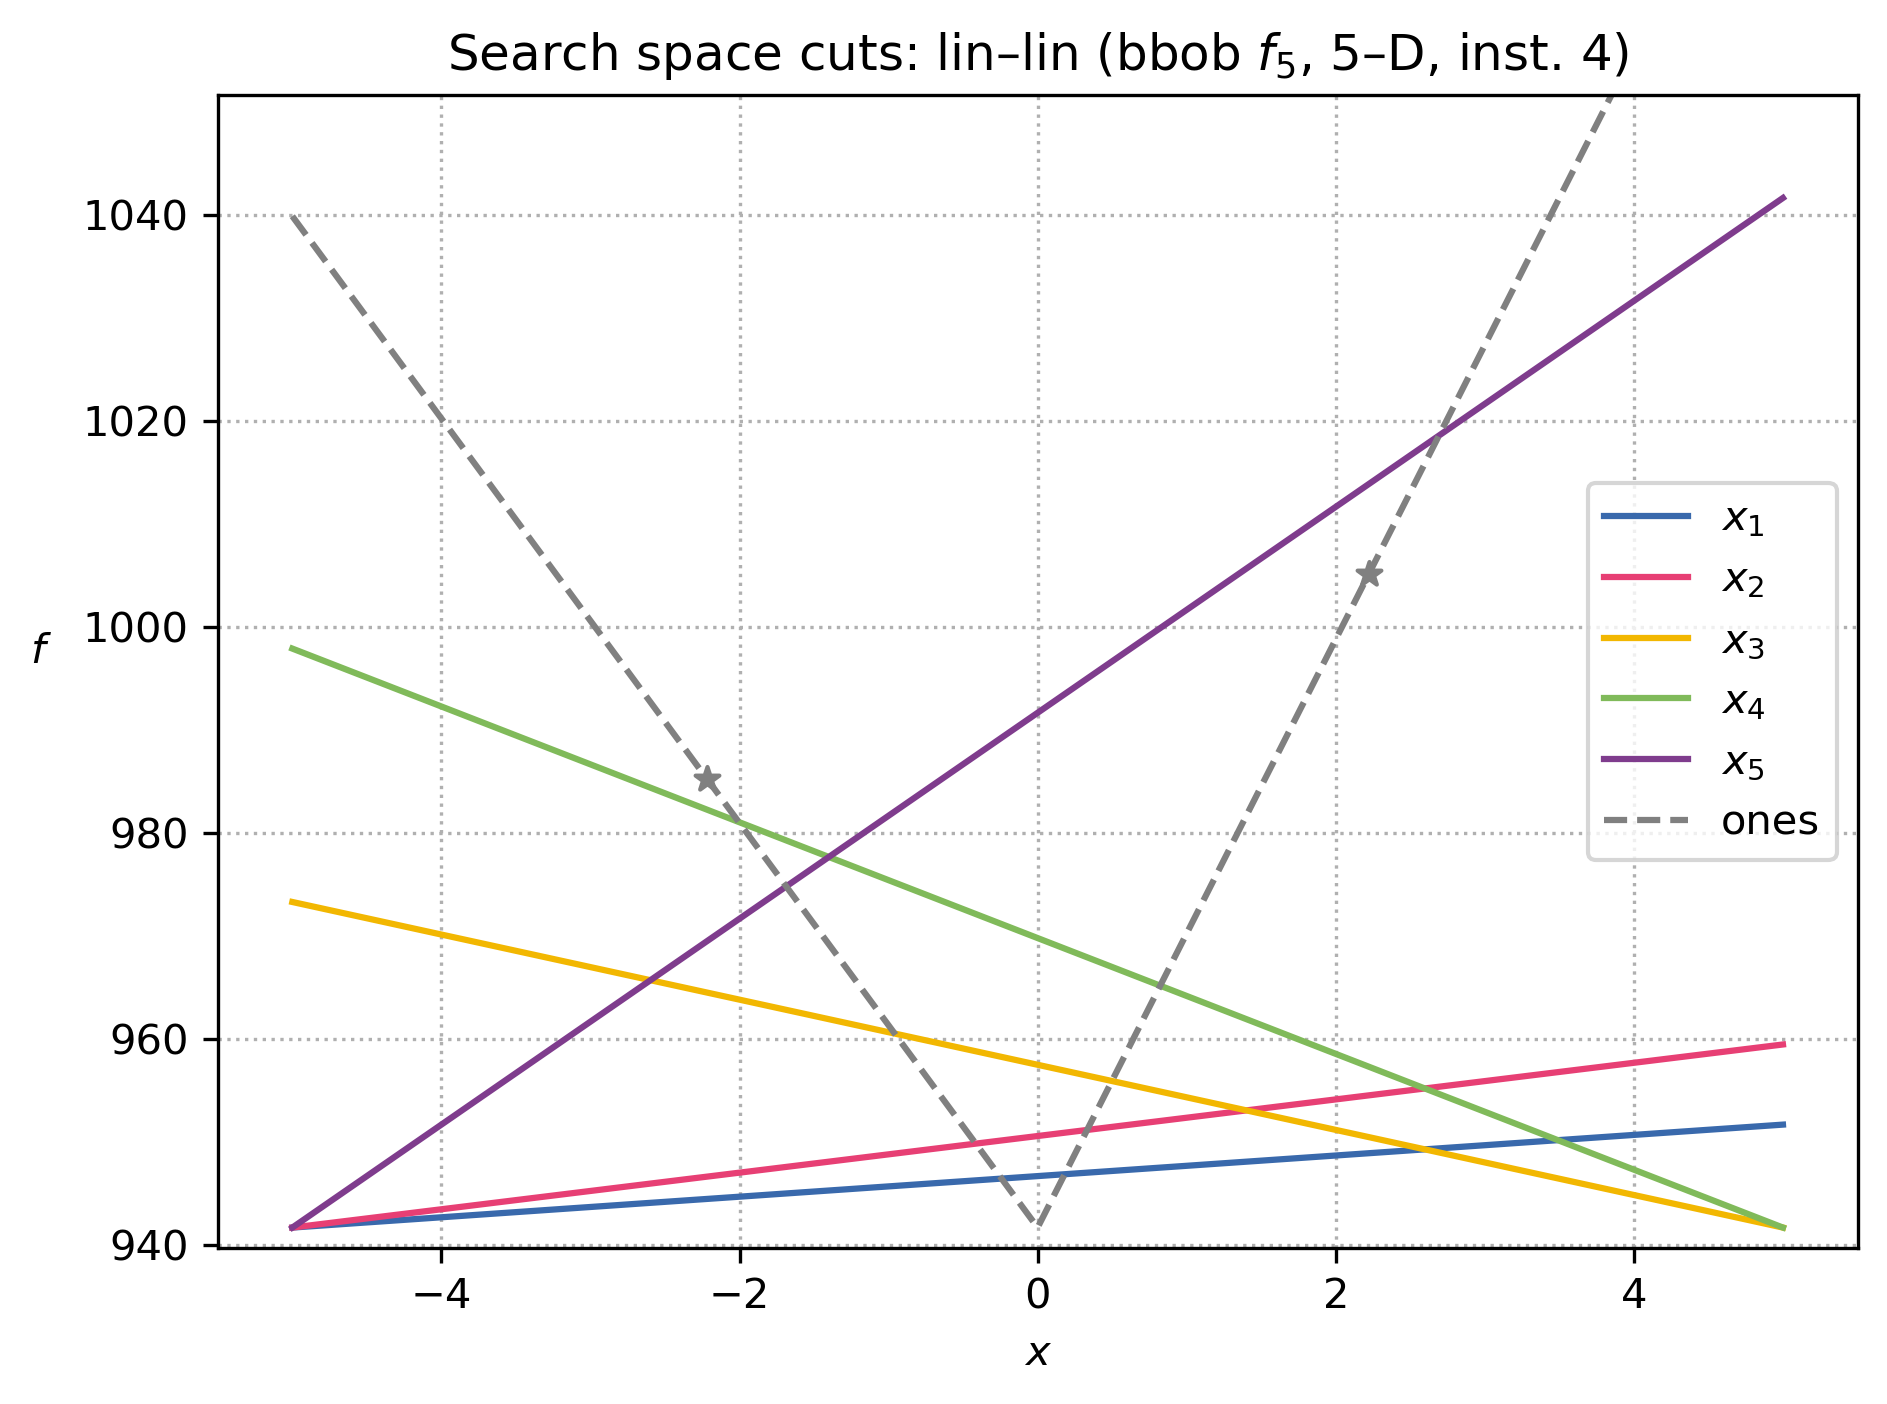 Search space cuts: lin–lin (bbob f₅, 5–D, inst. 4)
1040
1020
1000
980
960
940
f
−4
−2
0
2
4
x
x₁
x₂
x₃
x₄
x₅
ones